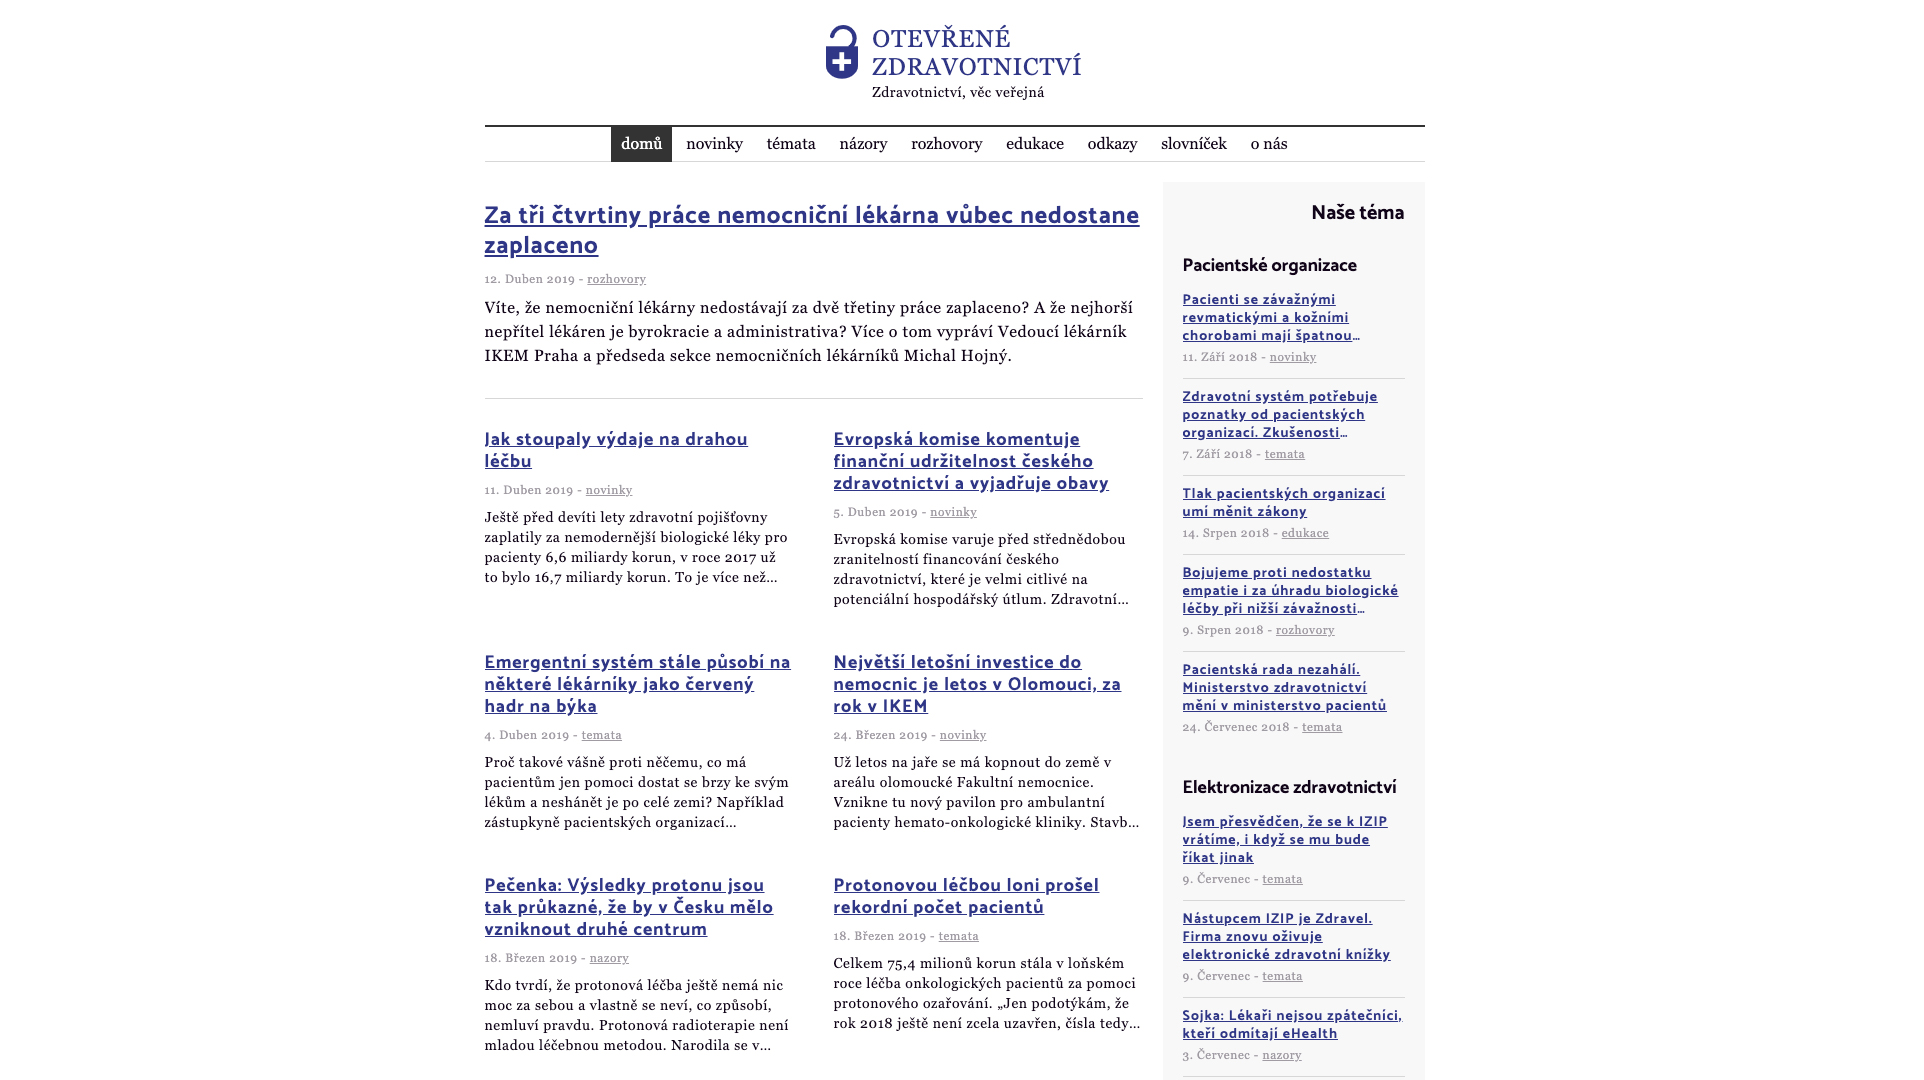 OTEVŘENÉ
ZDRAVOTNICTVÍ
Zdravotnictví, věc veřejná
domů novinky témata názory rozhovory edukace odkazy slovníček o nás
Za tři čtvrtiny práce nemocniční lékárna vůbec nedostane
zaplaceno
12. Duben 2019 - rozhovory
Víte, že nemocniční lékárny nedostávají za dvě třetiny práce zaplaceno? A že nejhorší
nepřítel lékáren je byrokracie a administrativa? Více o tom vypráví Vedoucí lékárník
IKEM Praha a předseda sekce nemocničních lékárníků Michal Hojný.
Jak stoupaly výdaje na drahou
léčbu
11. Duben 2019 - novinky
Ještě před devíti lety zdravotní pojišťovny
zaplatily za nemodernější biologické léky pro
pacienty 6,6 miliardy korun, v roce 2017 už
to bylo 16,7 miliardy korun. To je více než...
Evropská komise komentuje
finanční udržitelnost českého
zdravotnictví a vyjadřuje obavy
5. Duben 2019 - novinky
Evropská komise varuje před střednědobou
zranitelností financování českého
zdravotnictví, které je velmi citlivé na
potenciální hospodářský útlum. Zdravotní...
Emergentní systém stále působí na
některé lékárníky jako červený
hadr na býka
4. Duben 2019 - temata
Proč takové vášně proti něčemu, co má
pacientům jen pomoci dostat se brzy ke svým
lékům a neshánět je po celé zemi? Například
zástupkyně pacientských organizací...
Největší letošní investice do
nemocnic je letos v Olomouci, za
rok v IKEM
24. Březen 2019 - novinky
Už letos na jaře se má kopnout do země v
areálu olomoucké Fakultní nemocnice.
Vznikne tu nový pavilon pro ambulantní
pacienty hemato-onkologické kliniky. Stavb...
Pečenka: Výsledky protonu jsou
tak průkazné, že by v Česku mělo
vzniknout druhé centrum
18. Březen 2019 - nazory
Kdo tvrdí, že protonová léčba ještě nemá nic
moc za sebou a vlastně se neví, co způsobí,
nemluví pravdu. Protonová radioterapie není
mladou léčebnou metodou. Narodila se v...
Protonovou léčbou loni prošel
rekordní počet pacientů
18. Březen 2019 - temata
Celkem 75,4 milionů korun stála v loňském
roce léčba onkologických pacientů za pomoci
protonového ozařování. „Jen podotýkám, že
rok 2018 ještě není zcela uzavřen, čísla tedy...
Naše téma
Pacientské organizace
Pacienti se závažnými
revmatickými a kožními
chorobami mají špatnou...
11. Září 2018 - novinky
Zdravotní systém potřebuje
poznatky od pacientských
organizací. Zkušenosti...
7. Září 2018 - temata
Tlak pacientských organizací
umí měnit zákony
14. Srpen 2018 - edukace
Bojujeme proti nedostatku
empatie i za úhradu biologické
léčby při nižší závažnosti...
9. Srpen 2018 - rozhovory
Pacientská rada nezahálí.
Ministerstvo zdravotnictví
mění v ministerstvo pacientů
24. Červenec 2018 - temata
Elektronizace zdravotnictví
Jsem přesvědčen, že se k IZIP
vrátíme, i když se mu bude
říkat jinak
9. Červenec - temata
Nástupcem IZIP je Zdravel.
Firma znovu oživuje
elektronické zdravotní knížky
9. Červenec - temata
Sojka: Lékaři nejsou zpátečníci,
kteří odmítají eHealth
3. Červenec - nazory